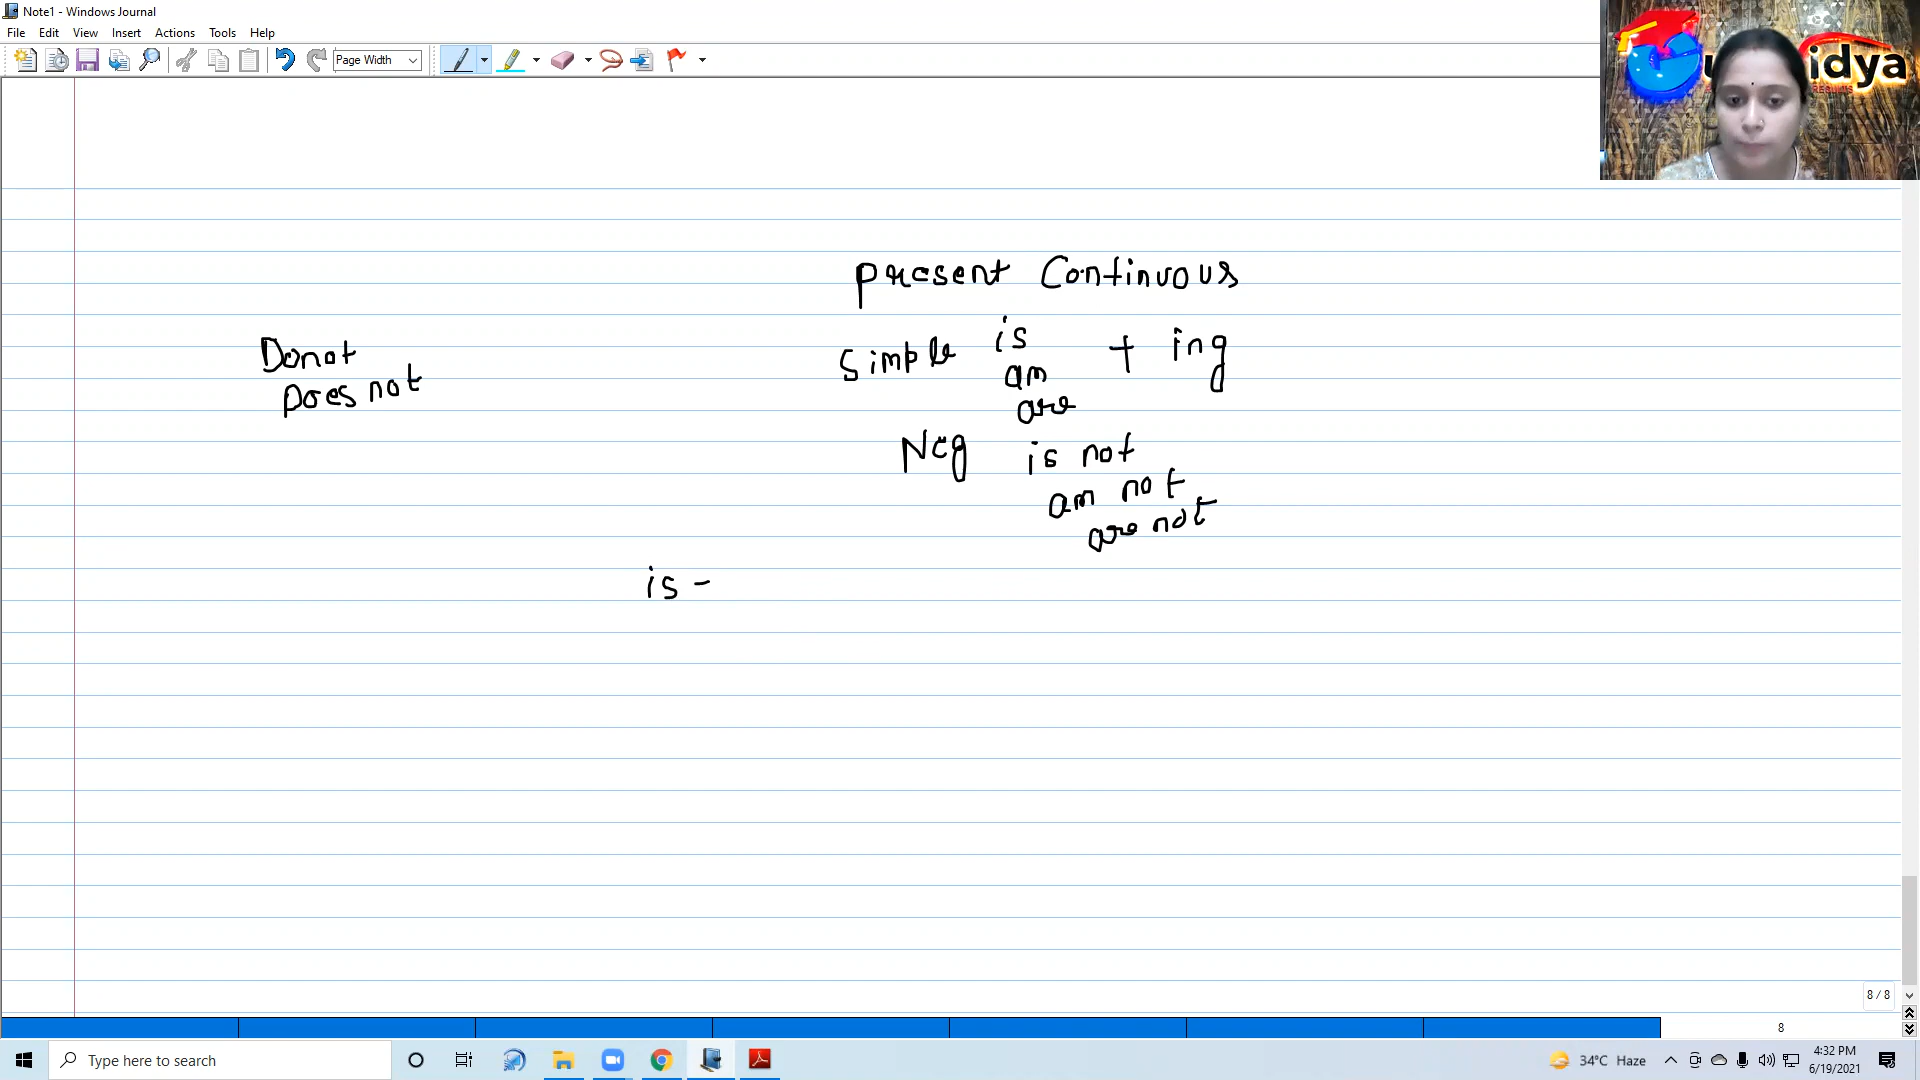 Note1 - Windows Journal
File Edit View Insert Actions Tools Help
Page Width
idya
RESULTS
Present Continuous
Simple is + ing
am
are
Donot
Does not
Neg is not
am not
are not
is -
8 / 8
8
Type here to search
34°C Haze
4:32 PM
6/19/2021